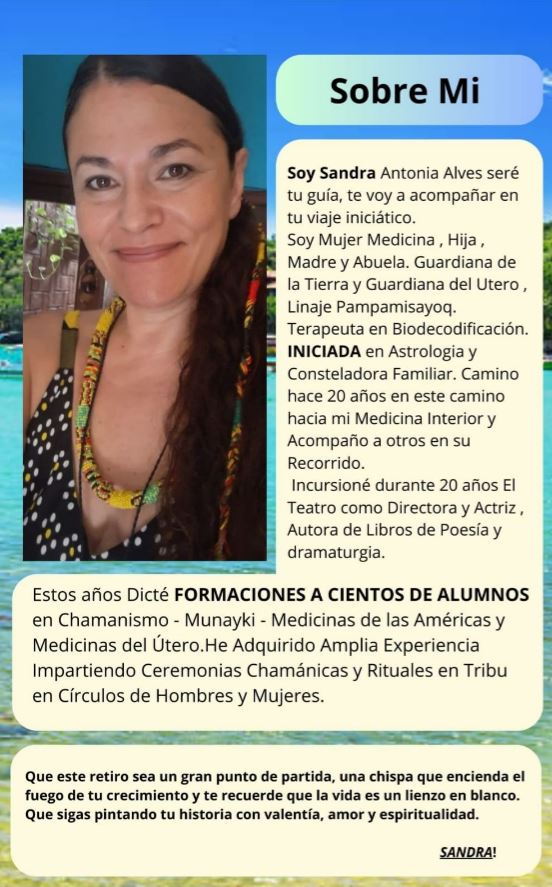 Sobre Mi
Soy Sandra Antonia Alves seré
tu guía, te voy a acompañar en
tu viaje iniciático.
Soy Mujer Medicina , Hija ,
Madre y Abuela. Guardiana de
la Tierra y Guardiana del Utero ,
Linaje Pampamisayoq.
Terapeuta en Biodecodificación.
INICIADA en Astrologia y
Consteladora Familiar. Camino
hace 20 años en este camino
hacia mi Medicina Interior y
Acompaño a otros en su
Recorrido.
Incursioné durante 20 años El
Teatro como Directora y Actriz ,
Autora de Libros de Poesía y
dramaturgia.
Estos años Dicté FORMACIONES A CIENTOS DE ALUMNOS
en Chamanismo - Munayki - Medicinas de las Américas y
Medicinas del Útero.He Adquirido Amplia Experiencia
Impartiendo Ceremonias Chamánicas y Rituales en Tribu
en Círculos de Hombres y Mujeres.
Que este retiro sea un gran punto de partida, una chispa que encienda el
fuego de tu crecimiento y te recuerde que la vida es un lienzo en blanco.
Que sigas pintando tu historia con valentía, amor y espiritualidad.
SANDRA!